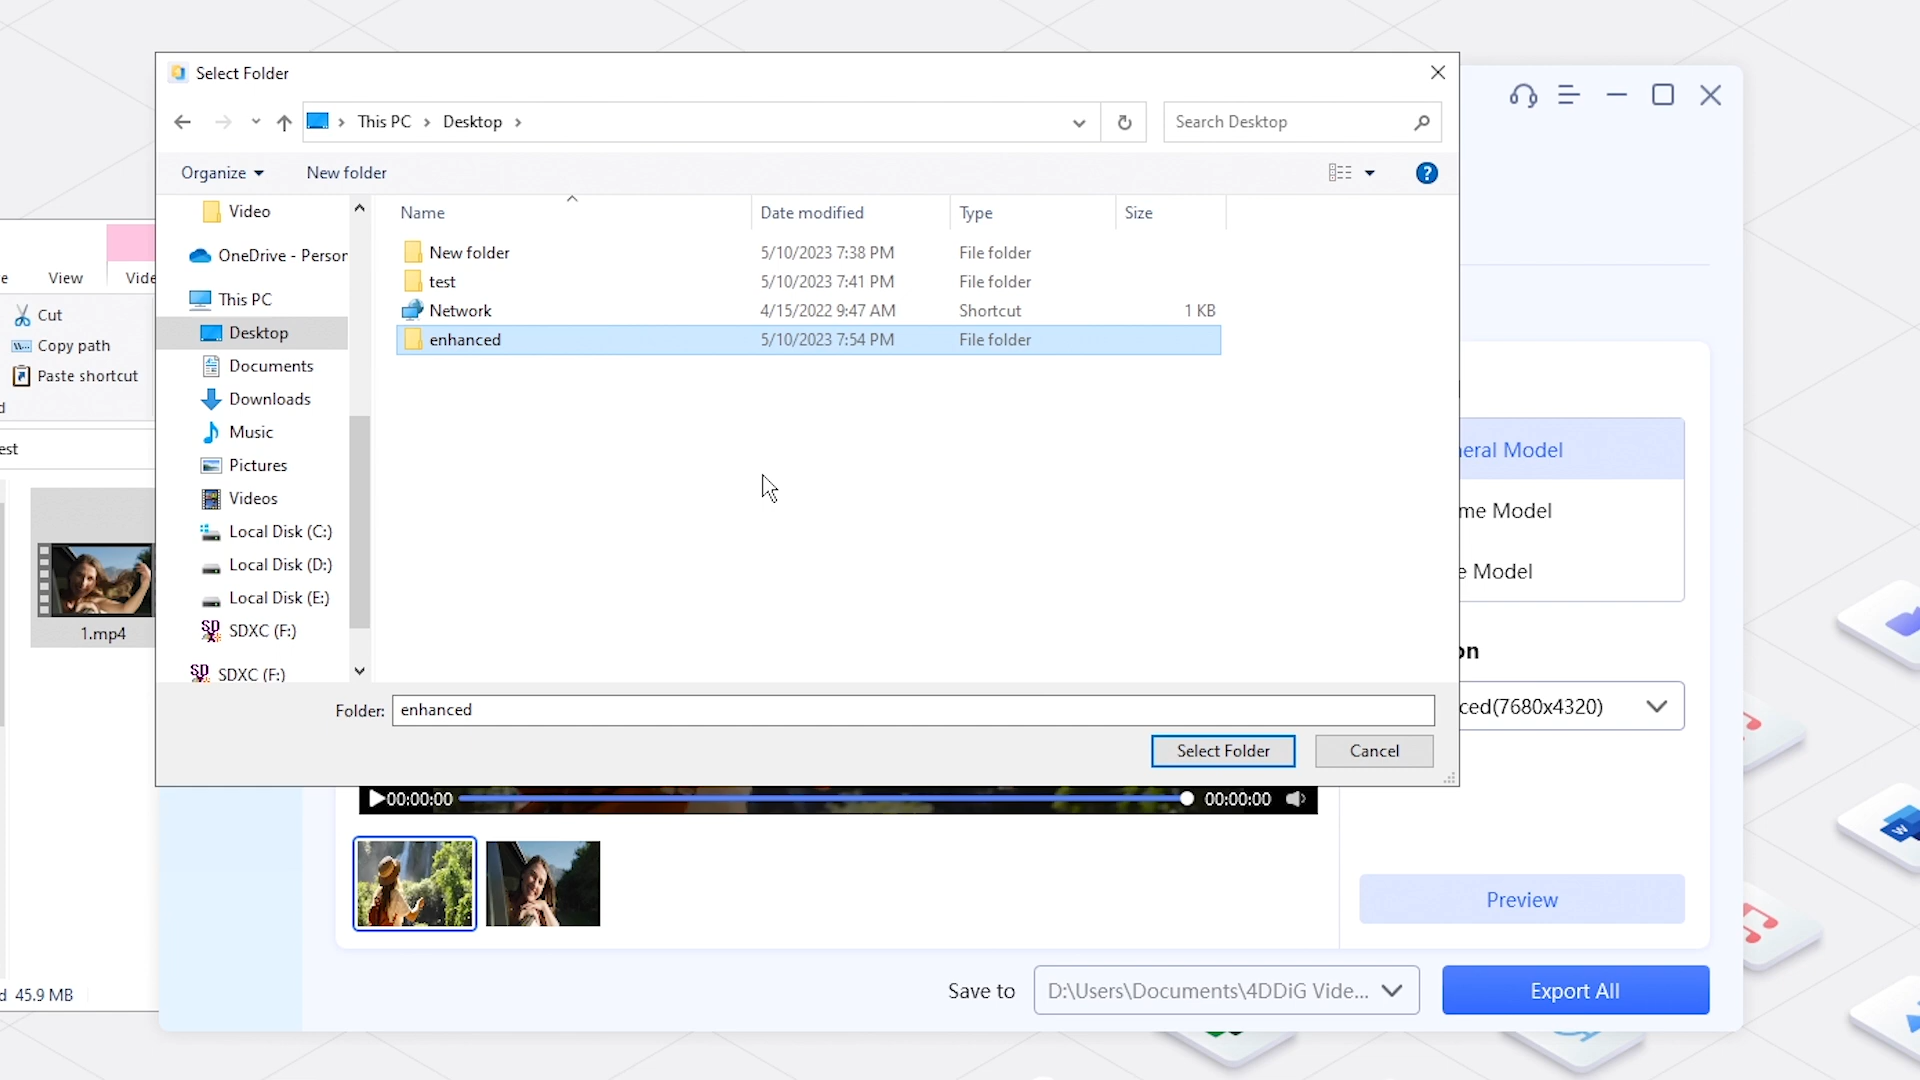 Select Folder
This PC
Desktop
Search Desktop
Organize
New folder
Name
Date modified
Type
Size
Video
OneDrive - Person
This PC
Desktop
Documents
Downloads
Music
Pictures
Videos
Local Disk (C:)
Local Disk (D:)
Local Disk (E:)
SDXC (F:)
SDXC (F:)
New folder 5/10/2023 7:38 PM File folder
test 5/10/2023 7:41 PM File folder
Network 4/15/2022 9:47 AM Shortcut 1 KB
enhanced 5/10/2023 7:54 PM File folder
Folder: enhanced
Select Folder
Cancel
View
Vide
Cut
Copy path
Paste shortcut
est
1.mp4
d 45.9 MB
eral Model
me Model
e Model
on
ced(7680x4320)
00:00:00
00:00:00
Preview
Save to
D:\Users\Documents\4DDiG Vide...
Export All